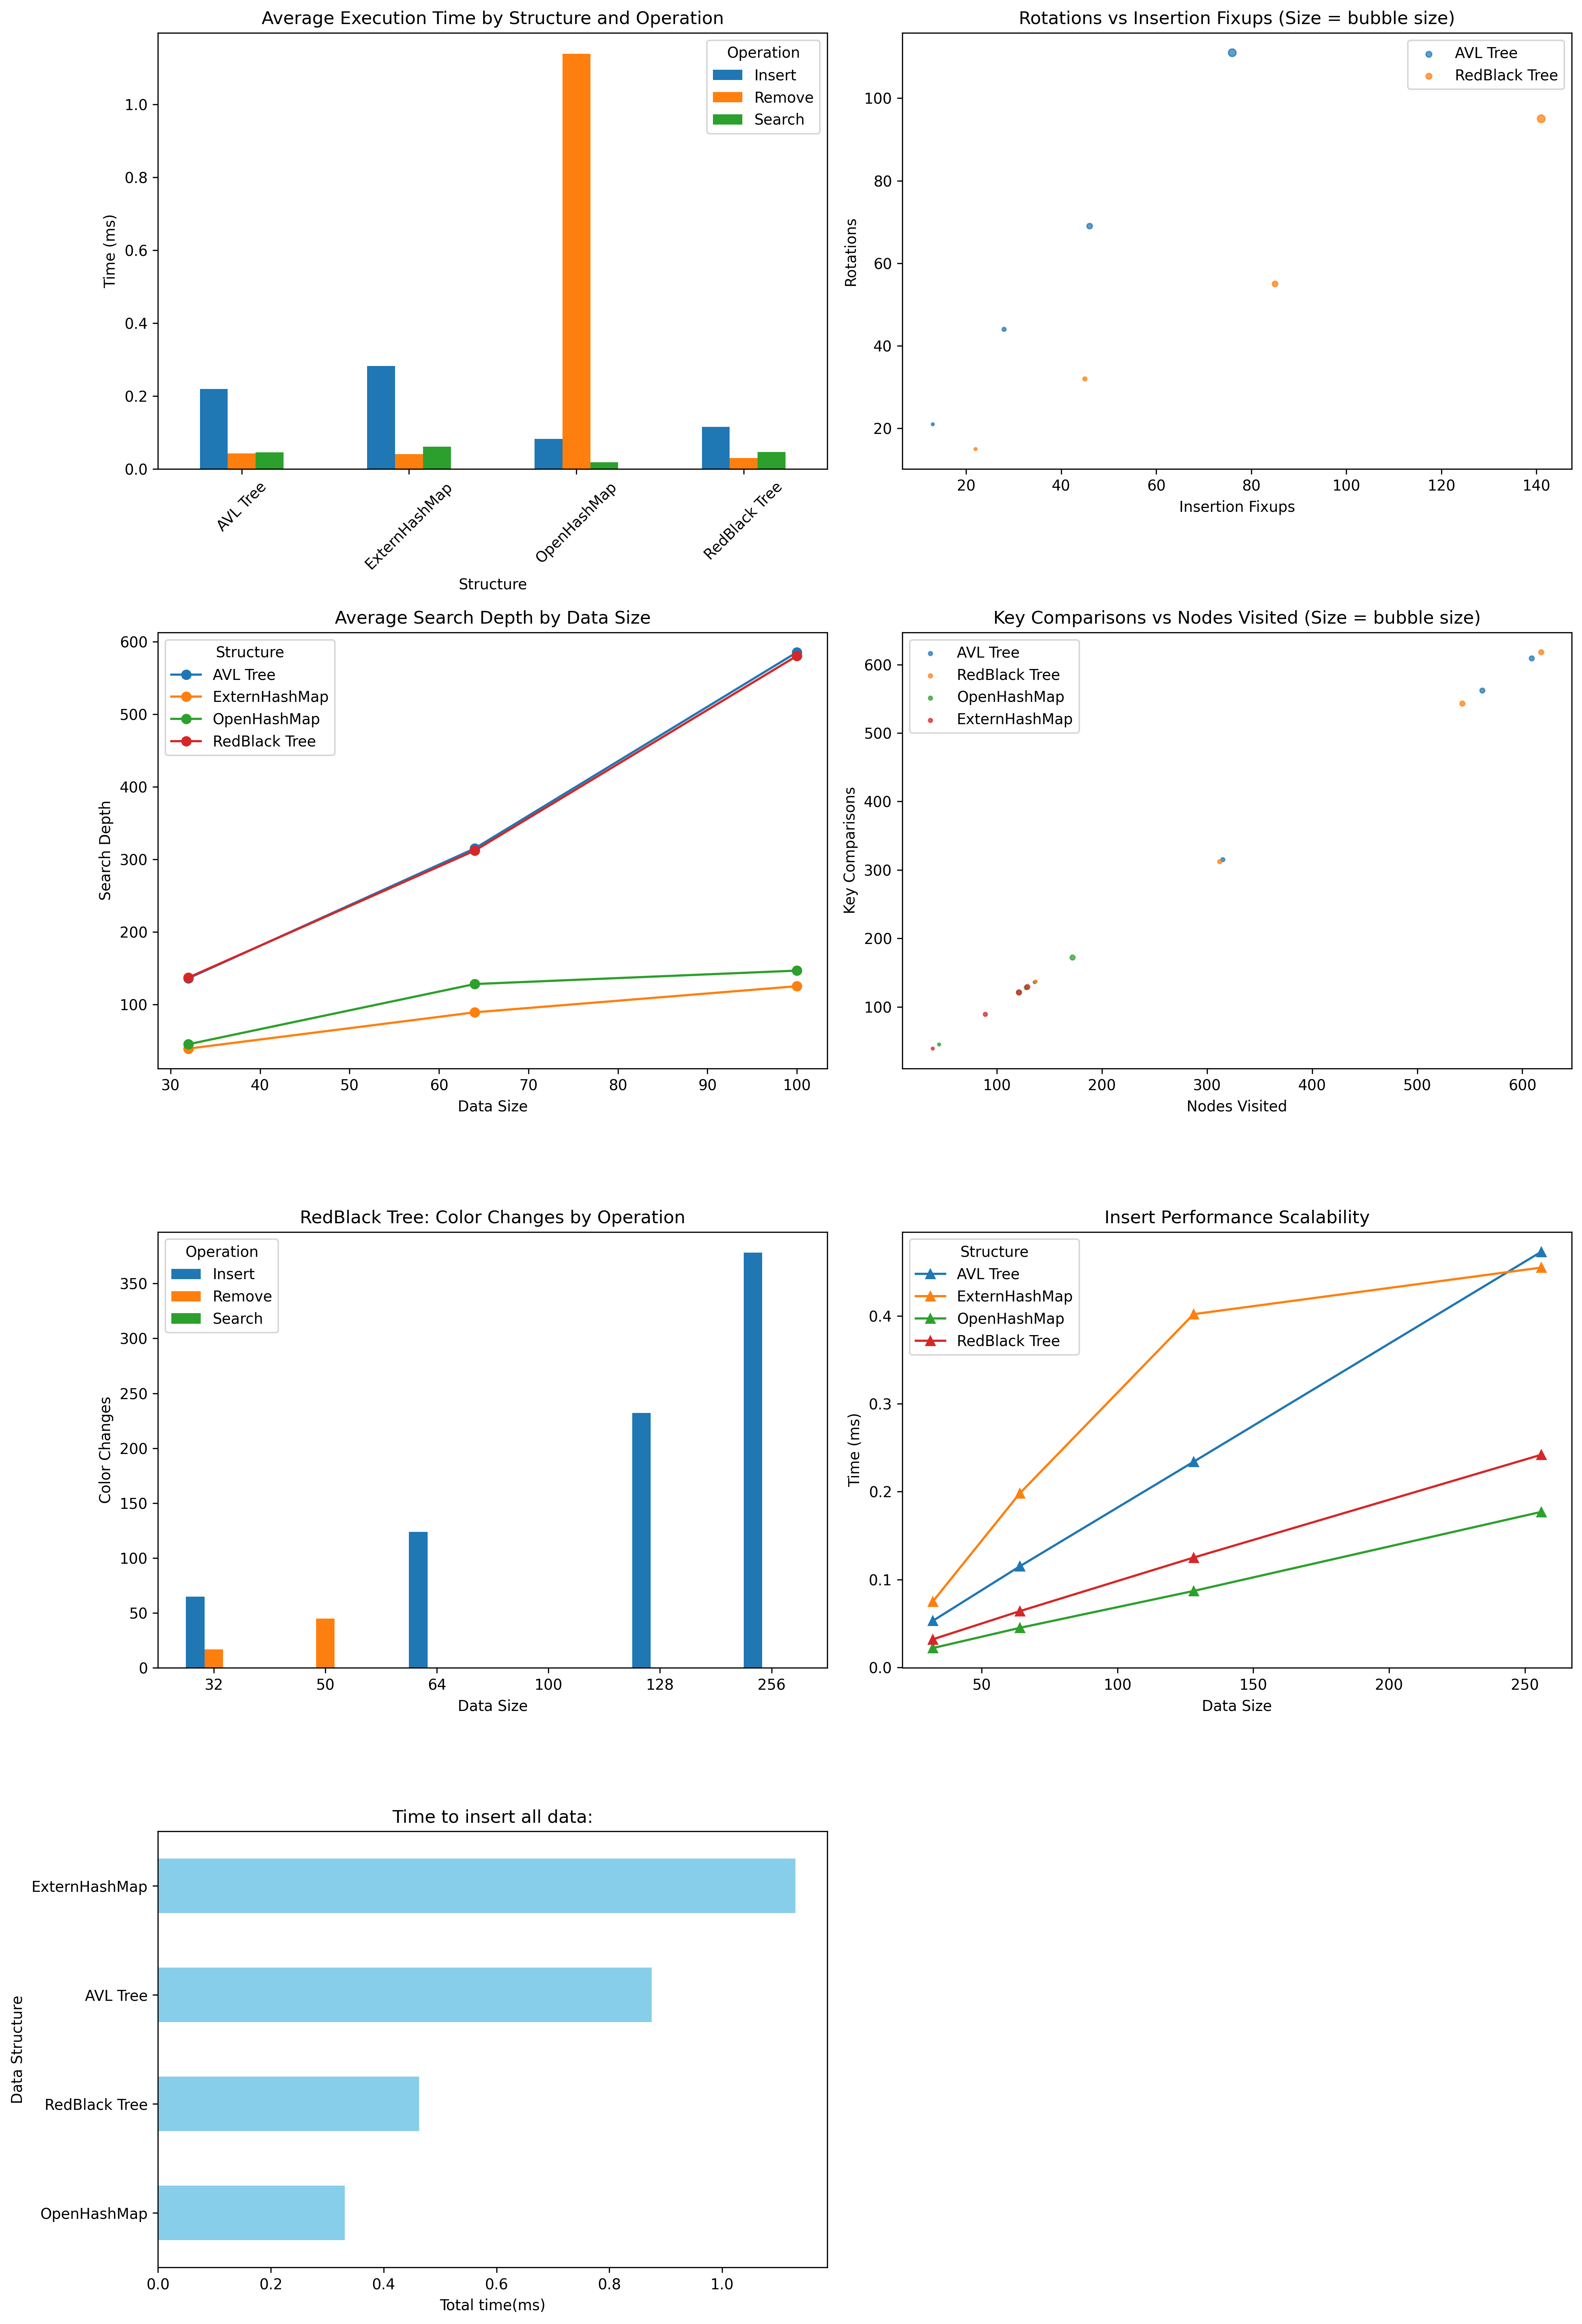 Average Execution Time by Structure and Operation
Time (ms)
1.0
0.8
0.6
0.4
0.2
0.0
Operation
Insert
Remove
Search
AVL Tree
ExternHashMap
OpenHashMap
RedBlack Tree
Structure
Rotations vs Insertion Fixups (Size = bubble size)
Rotations
100
80
60
40
20
AVL Tree
RedBlack Tree
20 40 60 80 100 120 140
Insertion Fixups
Average Search Depth by Data Size
Search Depth
600
500
400
300
200
100
Structure
AVL Tree
ExternHashMap
OpenHashMap
RedBlack Tree
30 40 50 60 70 80 90 100
Data Size
Key Comparisons vs Nodes Visited (Size = bubble size)
Key Comparisons
600
500
400
300
200
100
AVL Tree
RedBlack Tree
OpenHashMap
ExternHashMap
100 200 300 400 500 600
Nodes Visited
RedBlack Tree: Color Changes by Operation
Color Changes
350
300
250
200
150
100
50
0
Operation
Insert
Remove
Search
32 50 64 100 128 256
Data Size
Insert Performance Scalability
Time (ms)
0.4
0.3
0.2
0.1
0.0
Structure
AVL Tree
ExternHashMap
OpenHashMap
RedBlack Tree
50 100 150 200 250
Data Size
Time to insert all data:
Data Structure
ExternHashMap
AVL Tree
RedBlack Tree
OpenHashMap
0.0 0.2 0.4 0.6 0.8 1.0
Total time(ms)